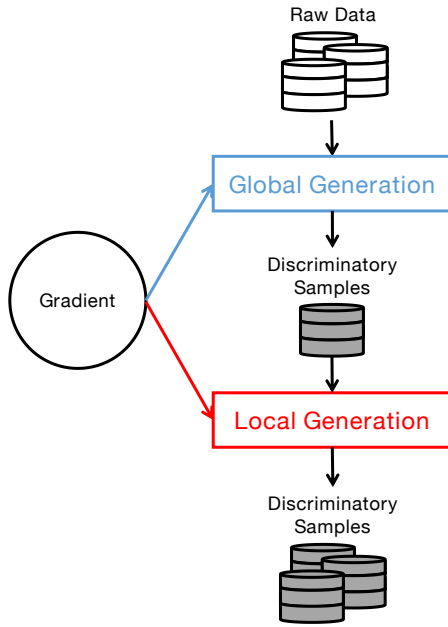 Raw Data
Global Generation
Discriminatory
Samples
Gradient
Local Generation
Discriminatory
Samples